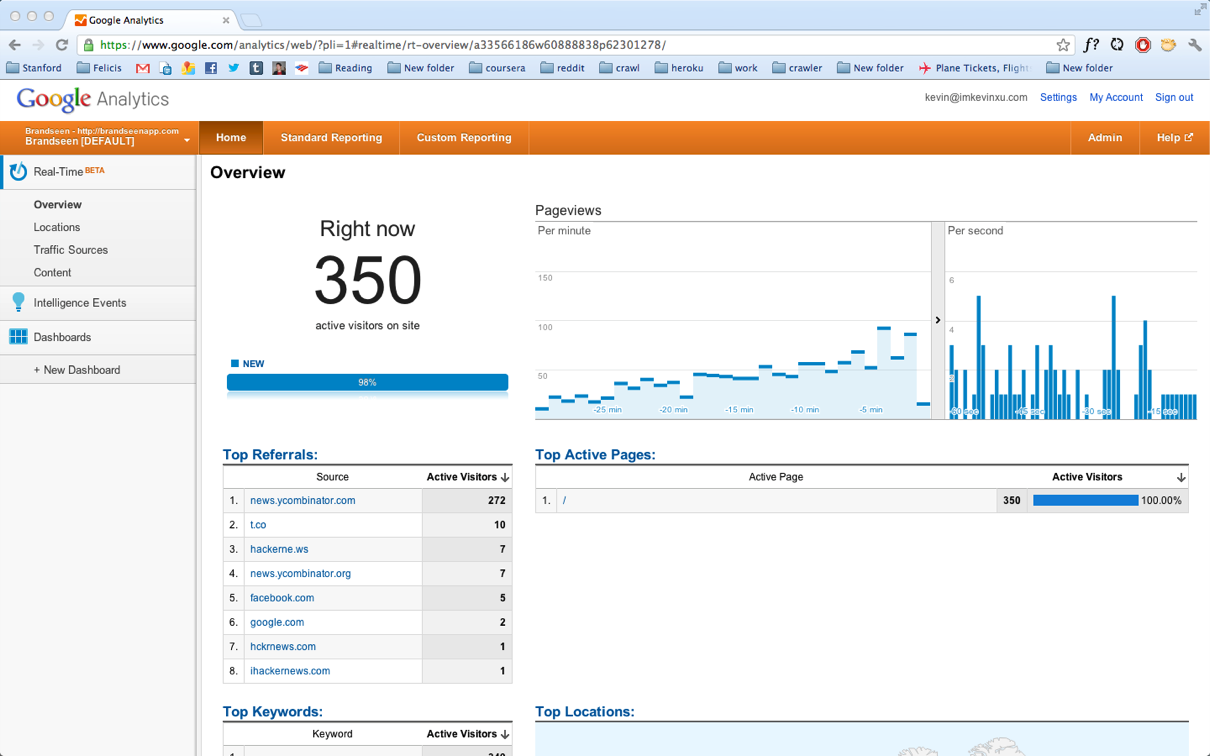 Google Analytics
https://www.google.com/analytics/web/?pli=1#realtime/rt-overview/a33566186w60888838p62301278/
f?
Stanford Felicis Reading New folder coursera reddit crawl heroku work crawler New folder Plane Tickets, Flight New folder
Google Analytics
kevin@imkevinxu.com Settings My Account Sign out
Brandseen - http://brandseenapp.com
Brandseen [DEFAULT]
Home Standard Reporting Custom Reporting Admin Help
Real-Time BETA
Overview
Locations
Traffic Sources
Content
Intelligence Events
Dashboards
+ New Dashboard
Overview
Right now
350
active visitors on site
NEW
98%
Pageviews
Per minute
150
100
50
-25 min -20 min -15 min -10 min -5 min
Per second
6
4
-60 sec -45 sec -30 sec -15 sec
Top Referrals:
Source Active Visitors
1. news.ycombinator.com 272
2. t.co 10
3. hackerne.ws 7
4. news.ycombinator.org 7
5. facebook.com 5
6. google.com 2
7. hckrnews.com 1
8. ihackernews.com 1
Top Active Pages:
Active Page Active Visitors
1. / 350 100.00%
Top Keywords:
Keyword Active Visitors
Top Locations: